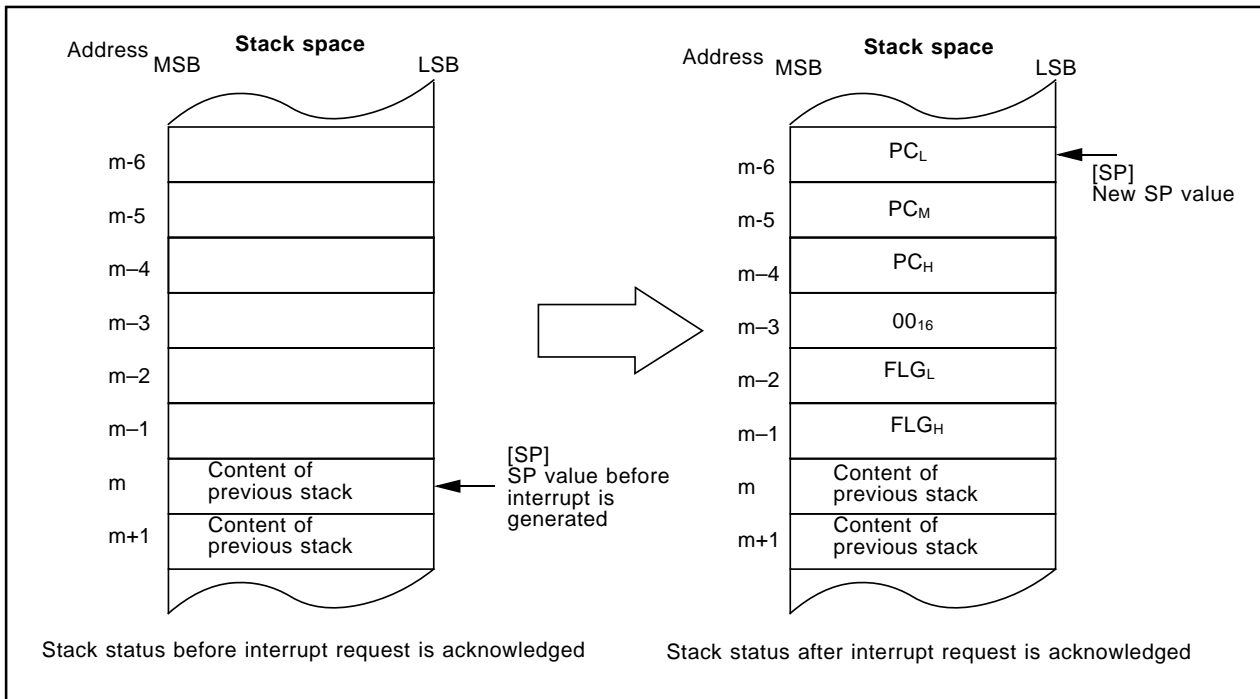 Address
MSB
Stack space
LSB
m-6
m-5
m–4
m–3
m–2
m–1
m
Content of
previous stack
m+1
Content of
previous stack
[SP]
SP value before
interrupt is
generated
Stack status before interrupt request is acknowledged
Address
MSB
Stack space
LSB
m-6
PCL
[SP]
New SP value
m-5
PCM
m–4
PCH
m–3
0016
m–2
FLGL
m–1
FLGH
m
Content of
previous stack
m+1
Content of
previous stack
Stack status after interrupt request is acknowledged